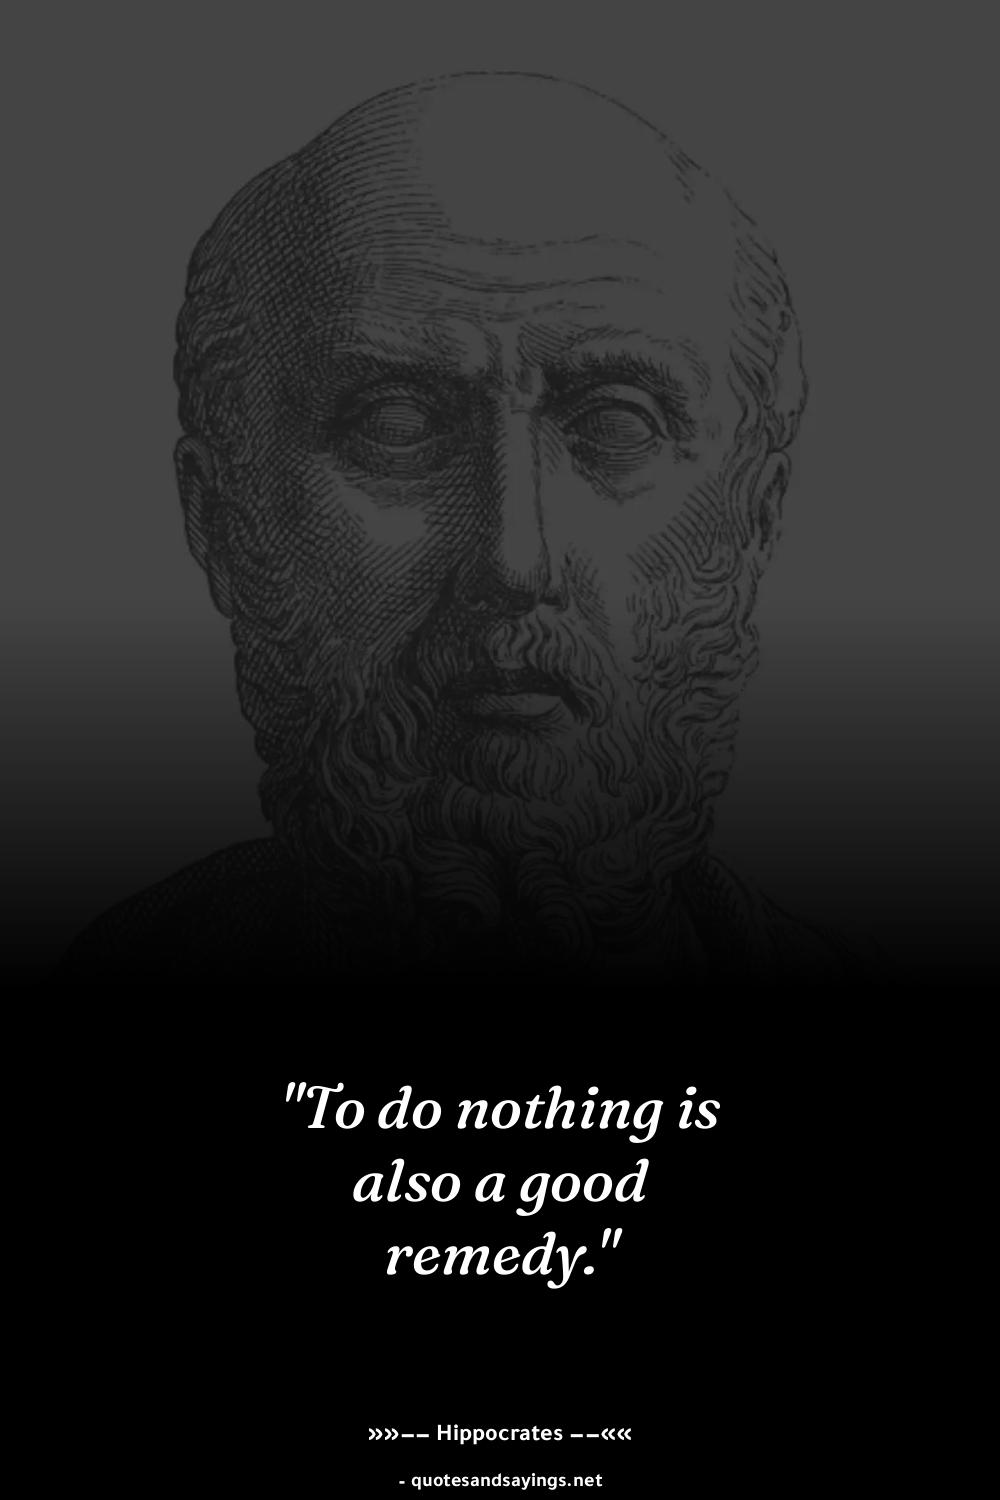 "To do nothing is
also a good
remedy."
»»−− Hippocrates −−««
- quotesandsayings.net